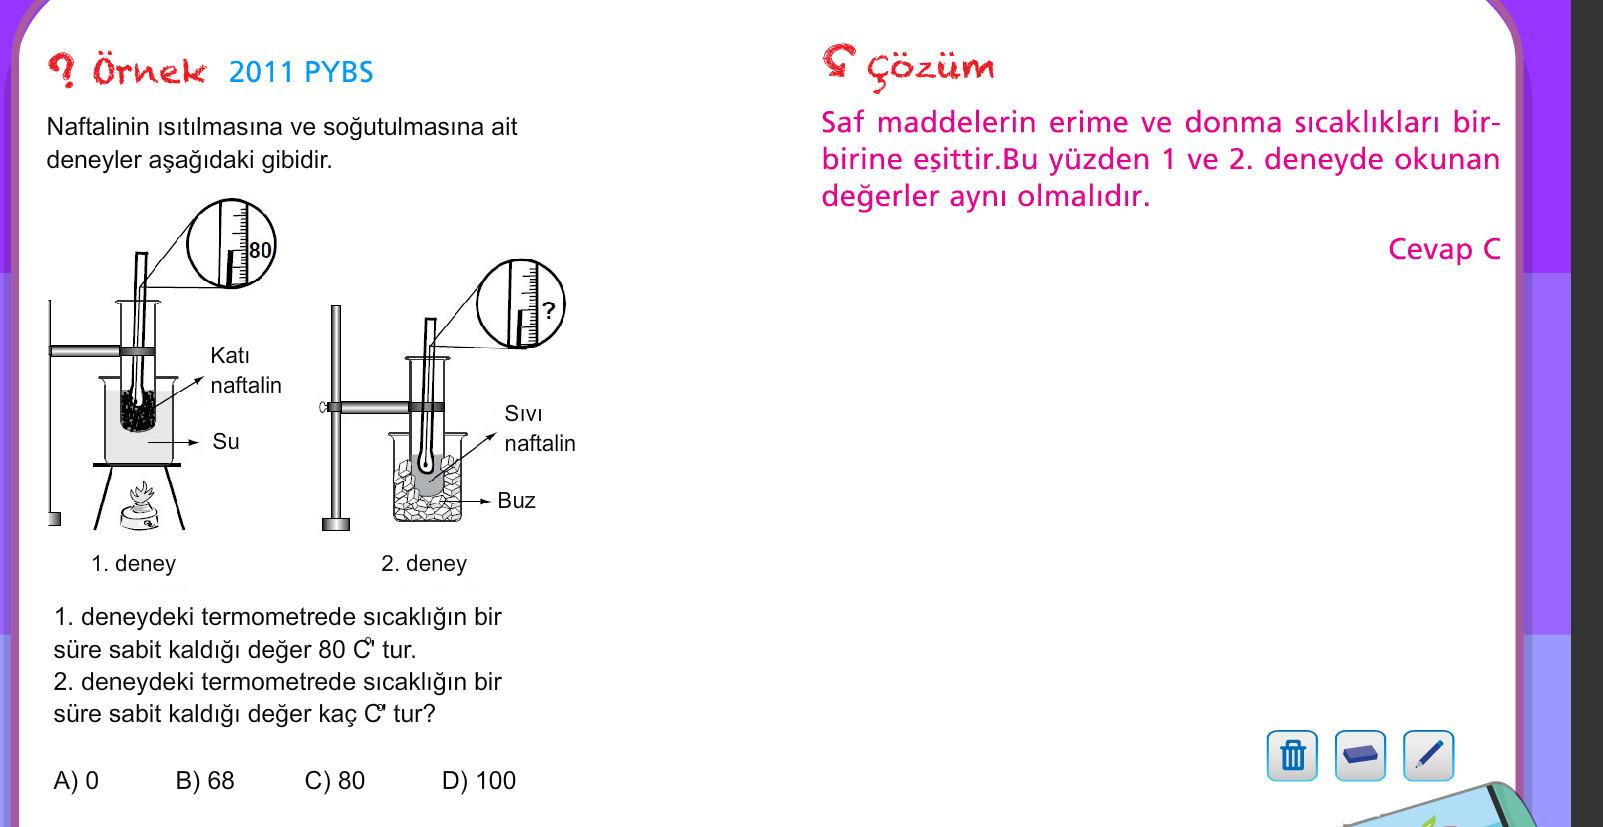 ? Örnek 2011 PYBS
Naftalinin ısıtılmasına ve soğutulmasına ait
deneyler aşağıdaki gibidir.
80
Katı
naftalin
Su
1. deney
?
Sıvı
naftalin
Buz
2. deney
1. deneydeki termometrede sıcaklığın bir
süre sabit kaldığı değer 80 C°' tur.
2. deneydeki termometrede sıcaklığın bir
süre sabit kaldığı değer kaç C°' tur?
A) 0 B) 68 C) 80 D) 100
Çözüm
Saf maddelerin erime ve donma sıcaklıkları bir-
birine eşittir.Bu yüzden 1 ve 2. deneyde okunan
değerler aynı olmalıdır.
Cevap C